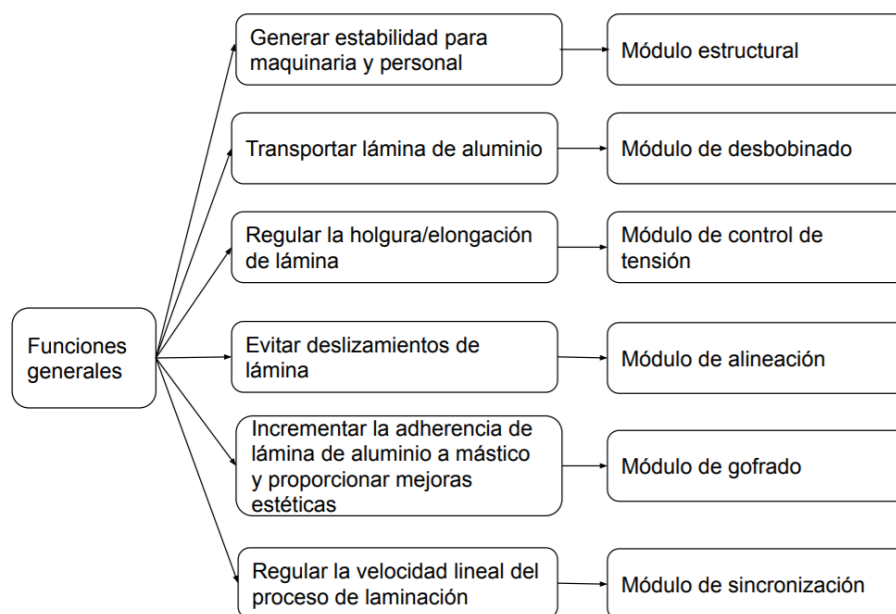 Generar estabilidad para
maquinaria y personal
Módulo estructural
Transportar lámina de aluminio
Módulo de desbobinado
Regular la holgura/elongación
de lámina
Módulo de control de
tensión
Funciones
generales
Evitar deslizamientos de
lámina
Módulo de alineación
Incrementar la adherencia de
lámina de aluminio a mástico
y proporcionar mejoras
estéticas
Módulo de gofrado
Regular la velocidad lineal del
proceso de laminación
Módulo de sincronización